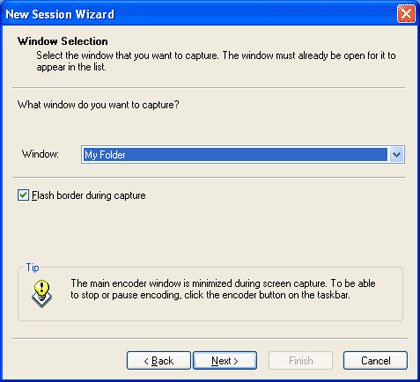 New Session Wizard
Window Selection
Select the window that you want to capture. The window must already be open for it to
appear in the list.
What window do you want to capture?
Window: My Folder
Flash border during capture
Tip
The main encoder window is minimized during screen capture. To be able
to stop or pause encoding, click the encoder button on the taskbar.
< Back Next > Finish Cancel